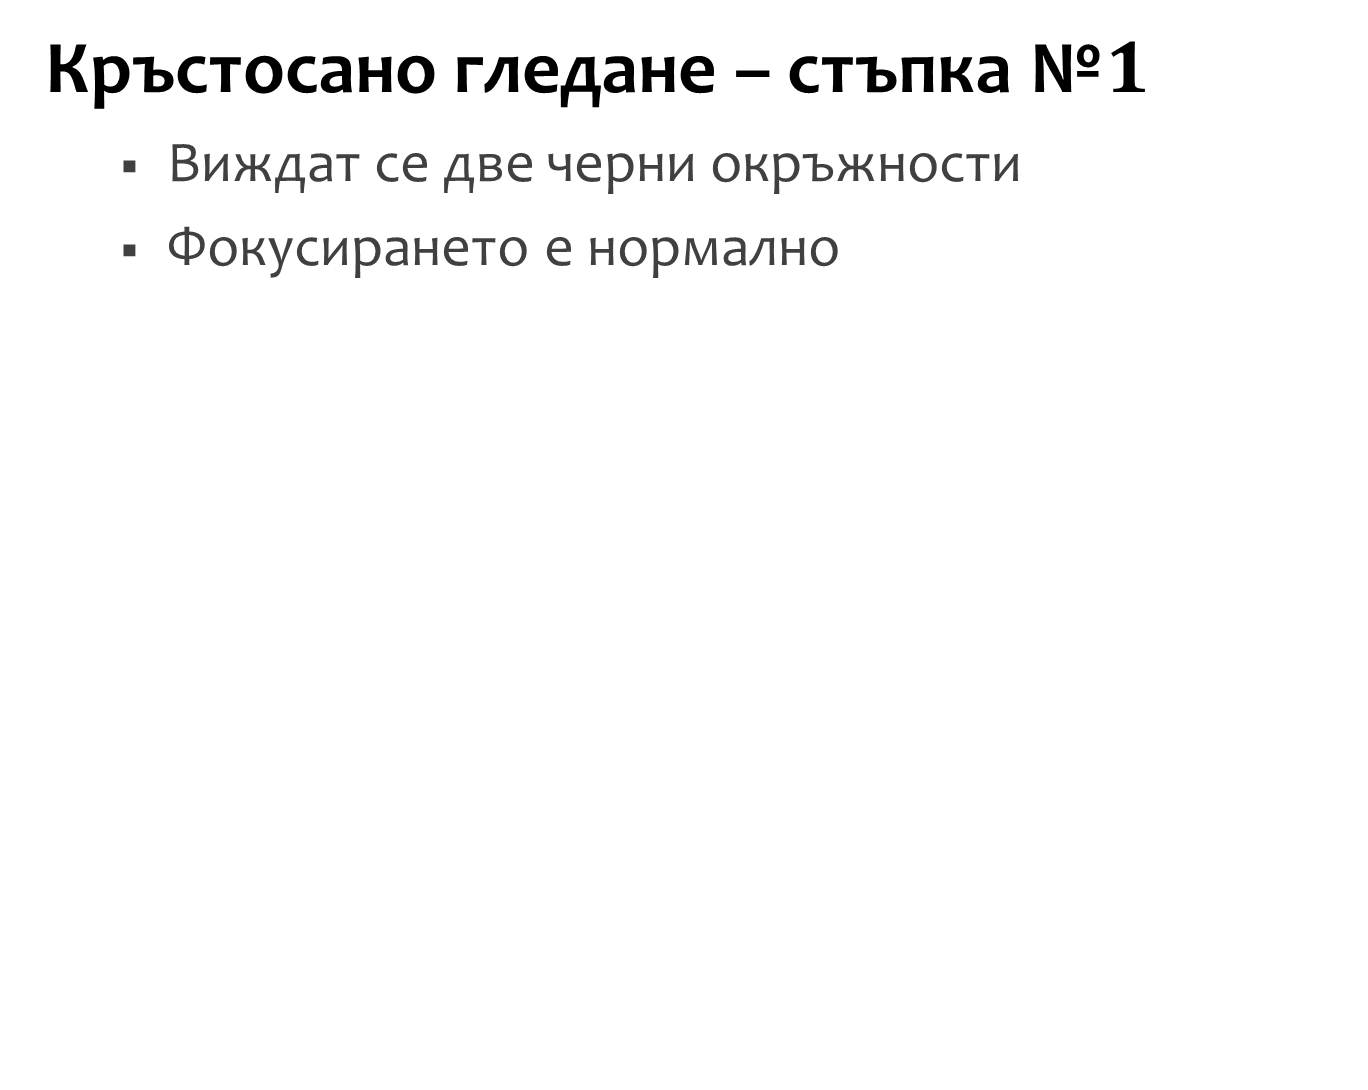 Кръстосано гледане – стъпка №1
▪ Виждат се две черни окръжности
▪ Фокусирането е нормално